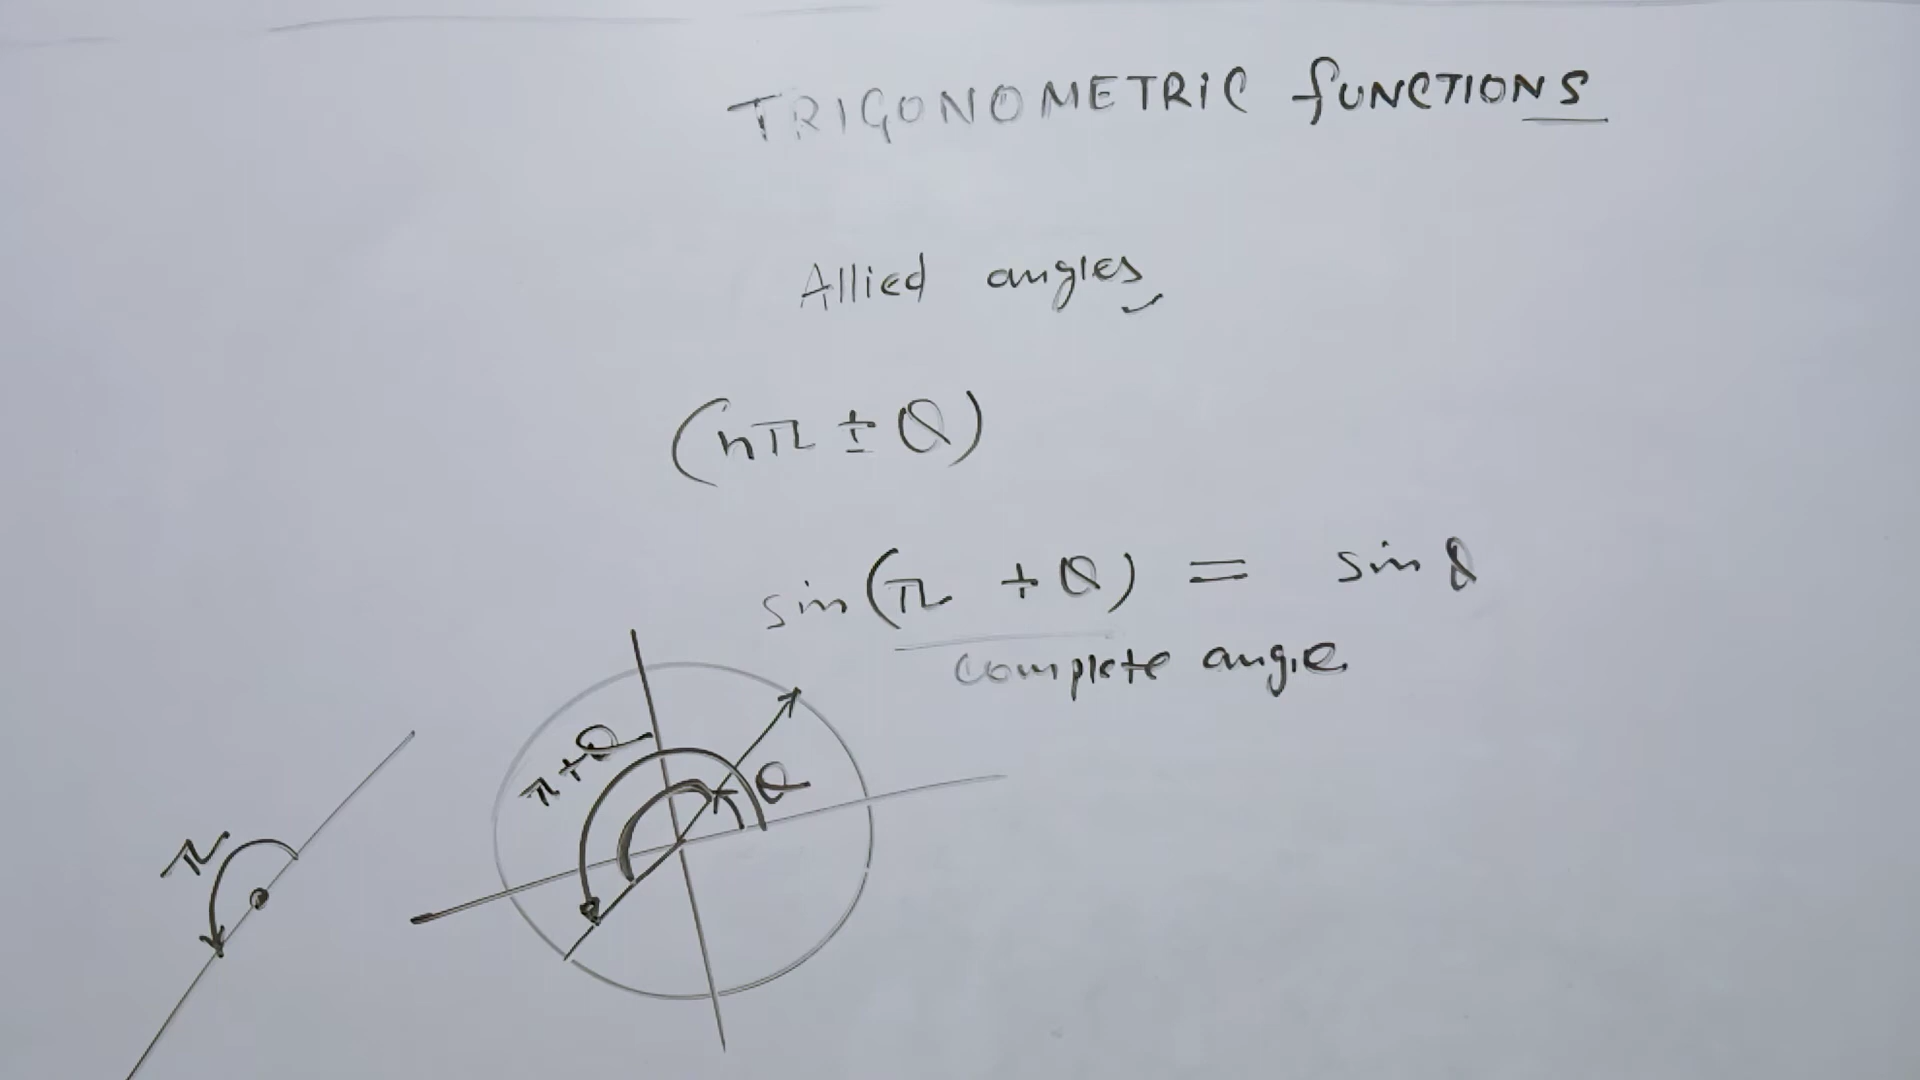 TRIGONOMETRIC fUNCTIONS
Allied angles
(nπ ± θ)
sin(π + θ) = sin θ
complete angle
π+θ
θ
π